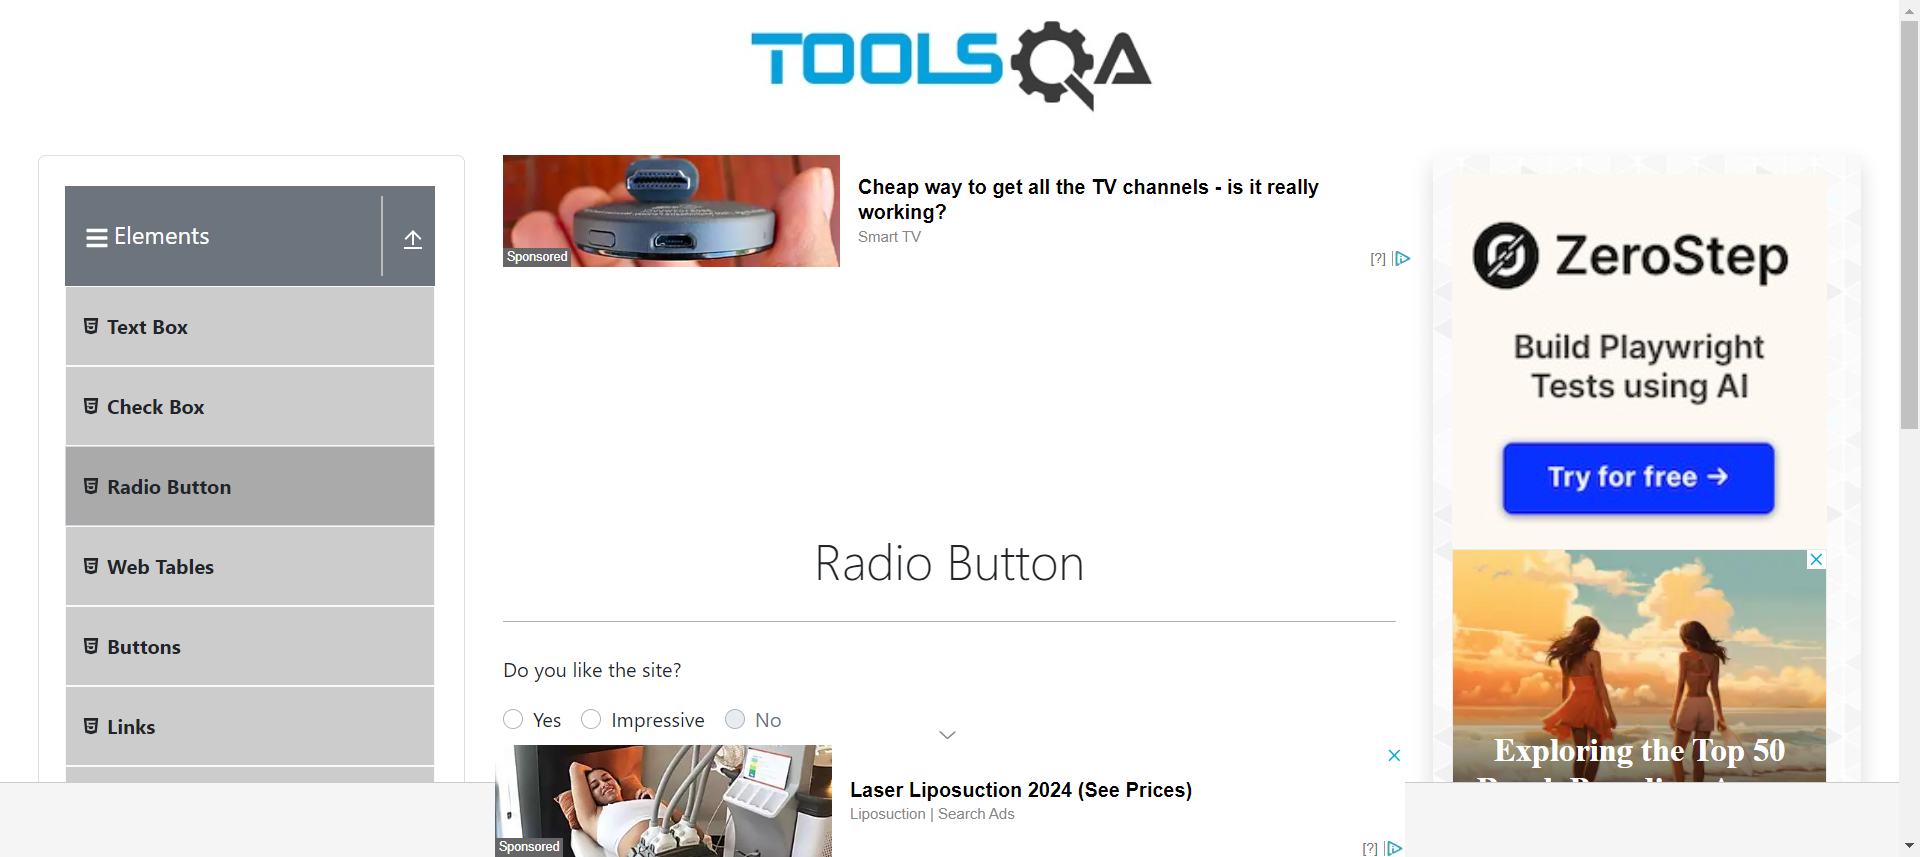 TOOLSQA
Elements
Text Box
Check Box
Radio Button
Web Tables
Buttons
Links
Sponsored
Cheap way to get all the TV channels - is it really
working?
Smart TV
[?]
Radio Button
Do you like the site?
Yes
Impressive
No
Sponsored
Laser Liposuction 2024 (See Prices)
Liposuction | Search Ads
[?]
ZeroStep
Build Playwright
Tests using AI
Try for free →
Exploring the Top 50